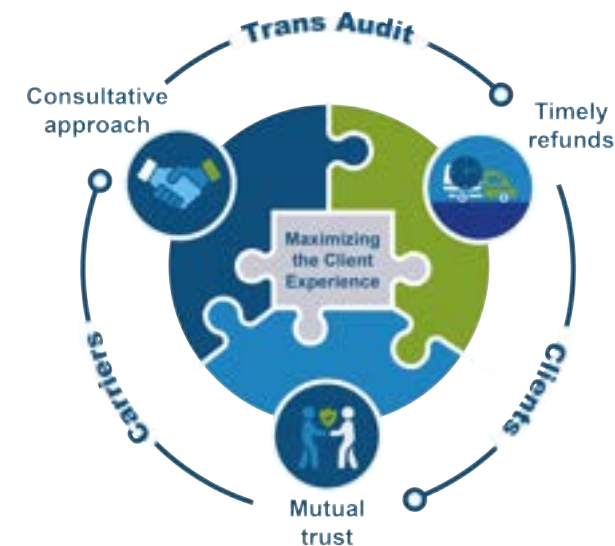 Trans Audit
Consultative
approach
Timely
refunds
Maximizing
the Client
Experience
Carriers
Clients
Mutual
trust